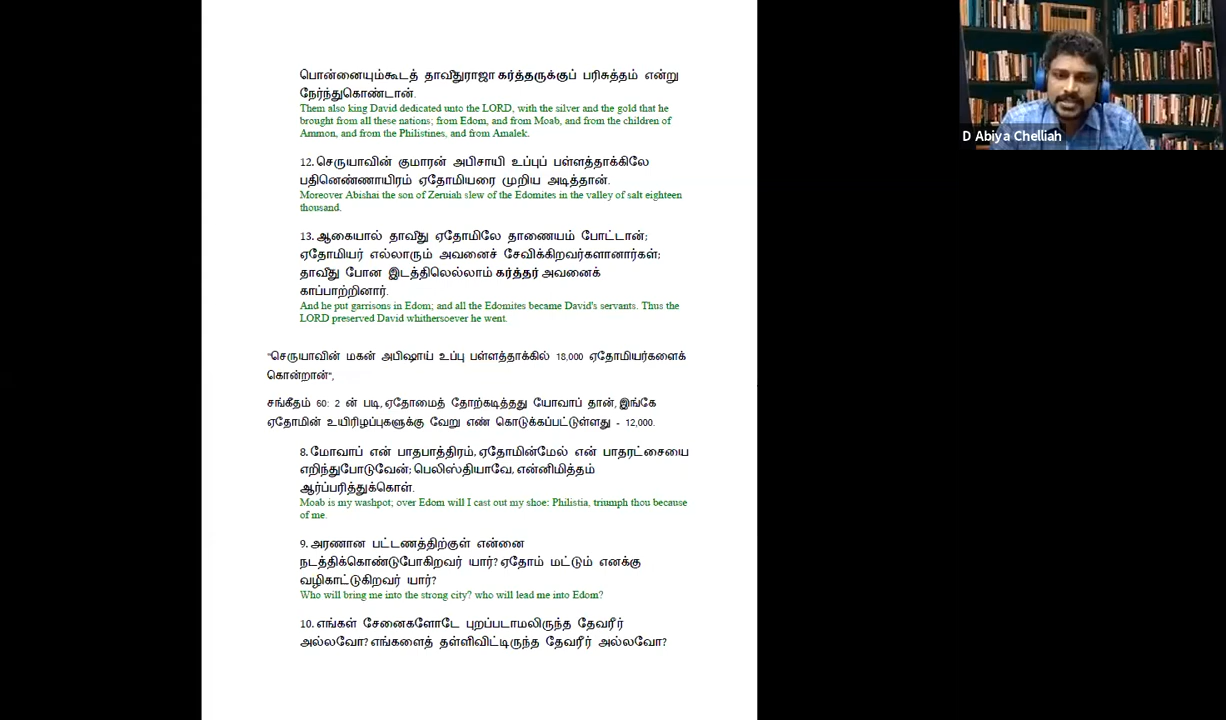 பொன்னையும்கூடத் தாவீதுராஜா கர்த்தருக்குப் பரிசுத்தம் என்று
நேர்ந்துகொண்டான்.
Them also king David dedicated unto the LORD, with the silver and the gold that he
brought from all these nations; from Edom, and from Moab, and from the children of
Ammon, and from the Philistines, and from Amalek.
12. செருயாவின் குமாரன் அபிசாயி உப்புப் பள்ளத்தாக்கிலே
பதினெண்ணாயிரம் ஏதோமியரை முறிய அடித்தான்.
Moreover Abishai the son of Zeruiah slew of the Edomites in the valley of salt eighteen
thousand.
13. ஆகையால் தாவீது ஏதோமிலே தாணையம் போட்டான்;
ஏதோமியர் எல்லாரும் அவனைச் சேவிக்கிறவர்களானார்கள்;
தாவீது போன இடத்திலெல்லாம் கர்த்தர் அவனைக்
காப்பாற்றினார்.
And he put garrisons in Edom; and all the Edomites became David's servants. Thus the
LORD preserved David whithersoever he went.
"செருயாவின் மகன் அபிஷாய் உப்பு பள்ளத்தாக்கில் 18,000 ஏதோமியர்களைக்
கொன்றான்",
சங்கீதம் 60: 2 ன் படி, ஏதோமைத் தோற்கடித்தது யோவாப் தான், இங்கே
ஏதோமின் உயிரிழப்புகளுக்கு வேறு எண் கொடுக்கப்பட்டுள்ளது - 12,000.
8. மோவாப் என் பாதபாத்திரம், ஏதோமின்மேல் என் பாதரட்சையை
எறிந்துபோடுவேன்; பெலிஸ்தியாவே, என்னிமித்தம்
ஆர்ப்பரித்துக்கொள்.
Moab is my washpot; over Edom will I cast out my shoe: Philistia, triumph thou because
of me.
9. அரணான பட்டணத்திற்குள் என்னை
நடத்திக்கொண்டுபோகிறவர் யார்? ஏதோம் மட்டும் எனக்கு
வழிகாட்டுகிறவர் யார்?
Who will bring me into the strong city? who will lead me into Edom?
10. எங்கள் சேனைகளோடே புறப்படாமலிருந்த தேவரீர்
அல்லவோ? எங்களைத் தள்ளிவிட்டிருந்த தேவரீர் அல்லவோ?
D Abiya Chelliah